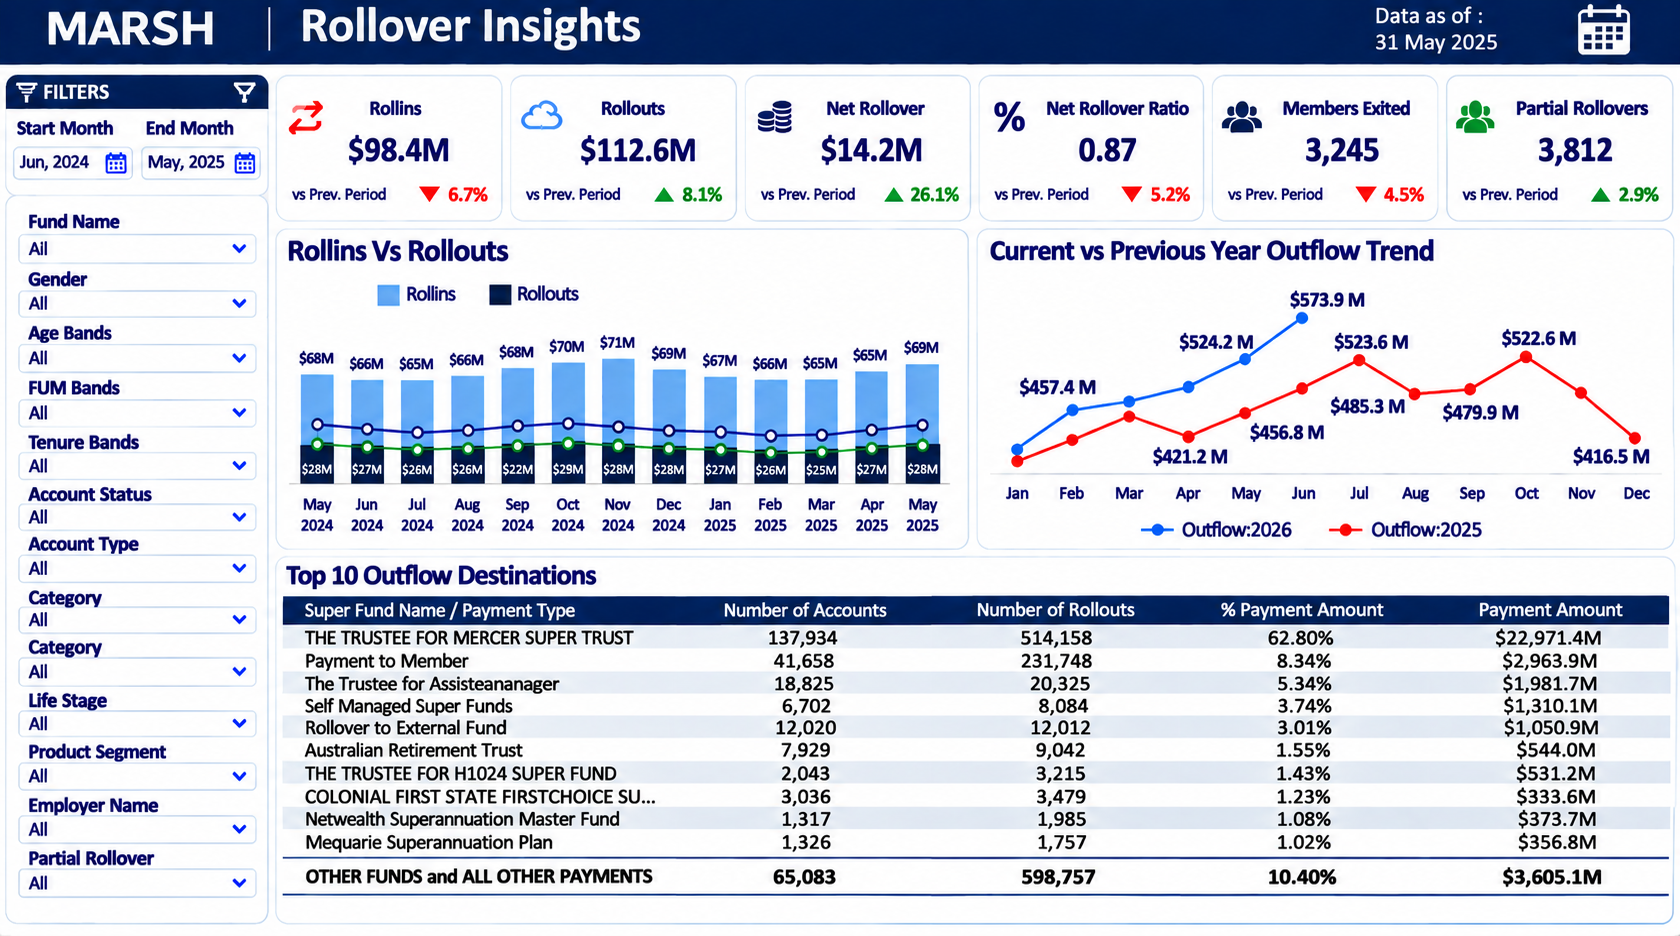 MARSH
Rollover Insights
Data as of :
31 May 2025
FILTERS
Start Month End Month
Jun, 2024 May, 2025
Fund Name
Ail
Gender
All
Age Bands
All
FUM Bands
All
Tenure Bands
All
Account Status
All
Account Type
All
Category
All
Category
All
Life Stage
All
Product Segment
All
Employer Name
All
Partial Rollover
All
Rollins
$98.4M
vs Prev. Period ▼ 6.7%
Rollouts
$112.6M
vs Prev. Period ▲ 8.1%
Net Rollover
$14.2M
vs Prev. Period ▲ 26.1%
% Net Rollover Ratio
0.87
vs Prev. Period ▼ 5.2%
Members Exited
3,245
vs Prev. Period ▼ 4.5%
Partial Rollovers
3,812
vs Prev. Period ▲ 2.9%
Rollins Vs Rollouts
Rollins Rollouts
$68M $66M $65M $66M $68M $70M $71M $69M $67M $66M $65M $65M $69M
$28M $27M $26M $26M $22M $29M $28M $28M $27M $26M $25M $27M $28M
May Jun Jul Aug Sep Oct Nov Dec Jan Feb Mar Apr May
2024 2024 2024 2024 2024 2024 2024 2024 2025 2025 2025 2025 2025
Current vs Previous Year Outflow Trend
$573.9 M
$524.2 M $523.6 M $522.6 M
$457.4 M
$485.3 M $479.9 M
$456.8 M
$421.2 M $416.5 M
Jan Feb Mar Apr May Jun Jul Aug Sep Oct Nov Dec
Outflow:2026 Outflow:2025
Top 10 Outflow Destinations
Super Fund Name / Payment Type Number of Accounts Number of Rollouts % Payment Amount Payment Amount
THE TRUSTEE FOR MERCER SUPER TRUST 137,934 514,158 62.80% $22,971.4M
Payment to Member 41,658 231,748 8.34% $2,963.9M
The Trustee for Assisteananager 18,825 20,325 5.34% $1,981.7M
Self Managed Super Funds 6,702 8,084 3.74% $1,310.1M
Rollover to External Fund 12,020 12,012 3.01% $1,050.9M
Australian Retirement Trust 7,929 9,042 1.55% $544.0M
THE TRUSTEE FOR H1024 SUPER FUND 2,043 3,215 1.43% $531.2M
COLONIAL FIRST STATE FIRSTCHOICE SU... 3,036 3,479 1.23% $333.6M
Netwealth Superannuation Master Fund 1,317 1,985 1.08% $373.7M
Mequarie Superannuation Plan 1,326 1,757 1.02% $356.8M
OTHER FUNDS and ALL OTHER PAYMENTS 65,083 598,757 10.40% $3,605.1M